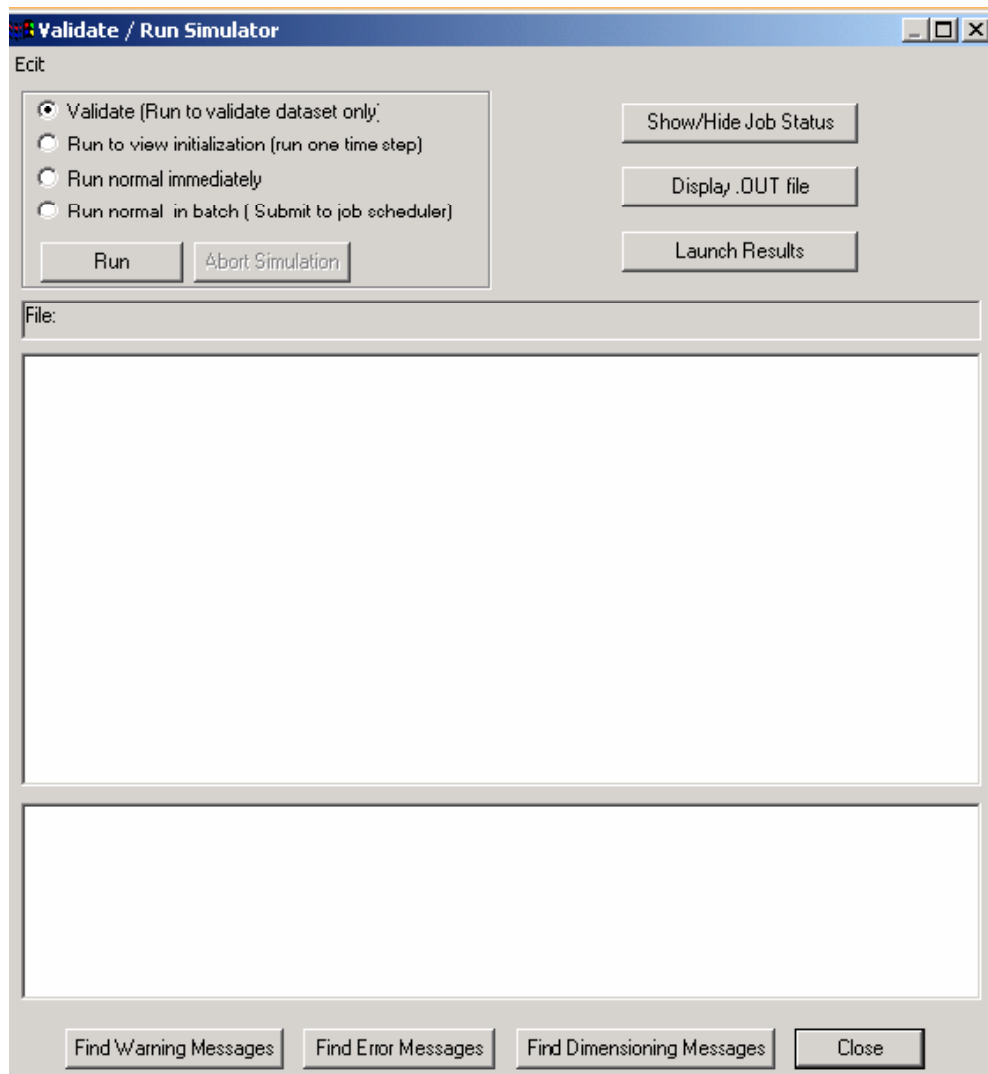 Validate / Run Simulator
Ecit
Validate (Run to validate dataset only)
Run to view initialization (run one time step)
Run normal immediately
Run normal in batch ( Submit to job scheduler)
Run
Abort Simulation
Show/Hide Job Status
Display .OUT file
Launch Results
File:
Find Warning Messages
Find Error Messages
Find Dimensioning Messages
Close